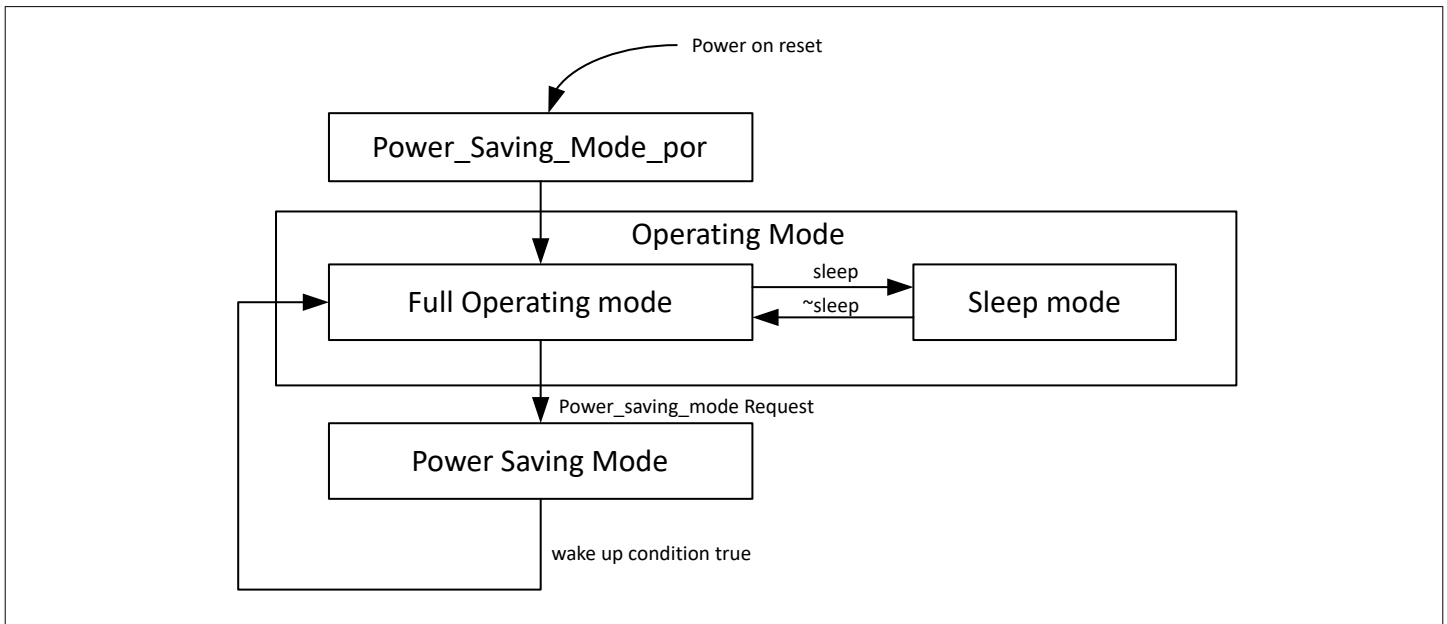 Power on reset
Power_Saving_Mode_por
Operating Mode
Full Operating mode
sleep
~sleep
Sleep mode
Power_saving_mode Request
Power Saving Mode
wake up condition true